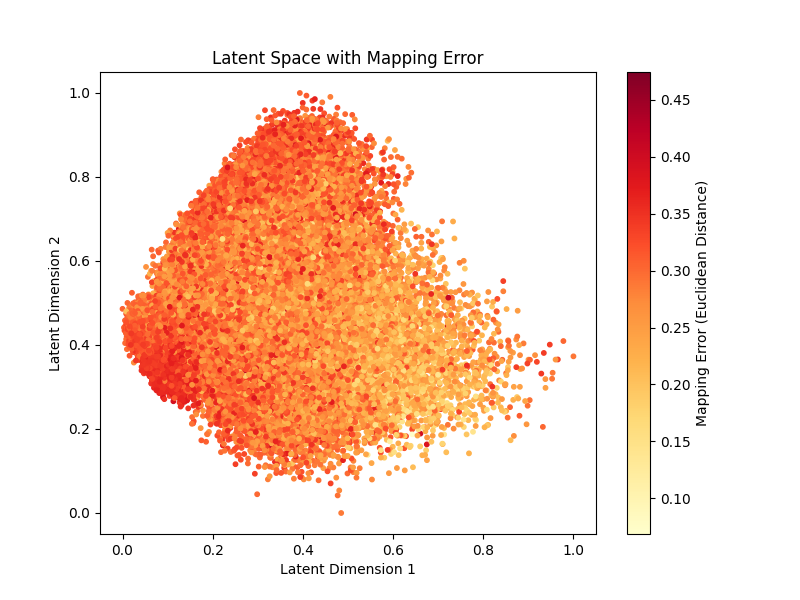 Latent Space with Mapping Error
1.0
0.8
0.6
0.4
0.2
0.0
Latent Dimension 2
0.0 0.2 0.4 0.6 0.8 1.0
Latent Dimension 1
0.45
0.40
0.35
0.30
0.25
0.20
0.15
0.10
Mapping Error (Euclidean Distance)